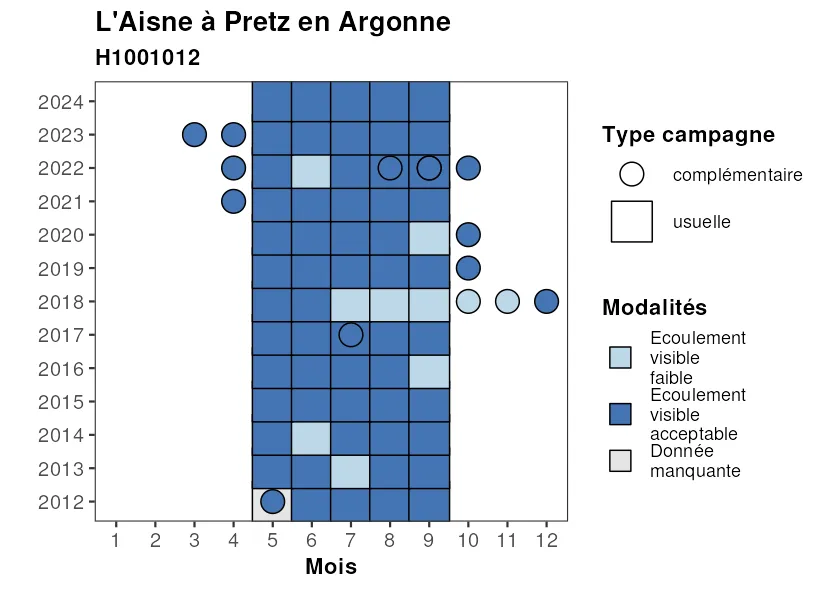 L'Aisne à Pretz en Argonne
H1001012
2024
2023
2022
2021
2020
2019
2018
2017
2016
2015
2014
2013
2012
1 2 3 4 5 6 7 8 9 10 11 12
Mois
Type campagne
complémentaire
usuelle
Modalités
Ecoulement
visible
faible
Ecoulement
visible
acceptable
Donnée
manquante